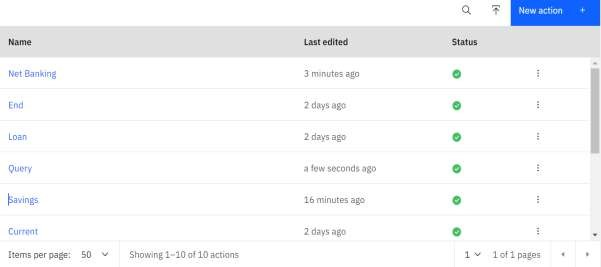 New action +
Name Last edited Status
Net Banking 3 minutes ago
End 2 days ago
Loan 2 days ago
Query a few seconds ago
Savings 16 minutes ago
Current 2 days ago
Items per page: 50 Showing 1–10 of 10 actions 1 1 of 1 pages